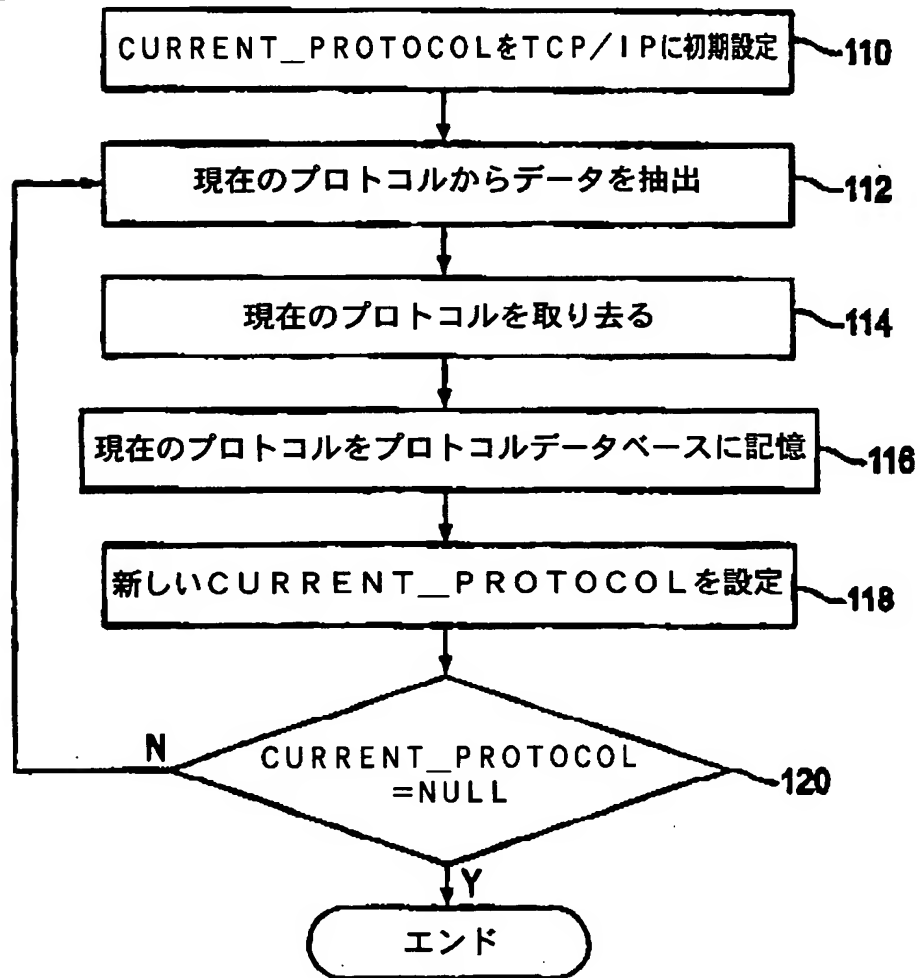 CURRENT_PROTOCOLをTCP/IPに初期設定
110
現在のプロトコルからデータを抽出
112
現在のプロトコルを取り去る
114
現在のプロトコルをプロトコルデータベースに記憶
116
新しいCURRENT_PROTOCOLを設定
118
N
CURRENT_PROTOCOL
=NULL
120
Y
エンド